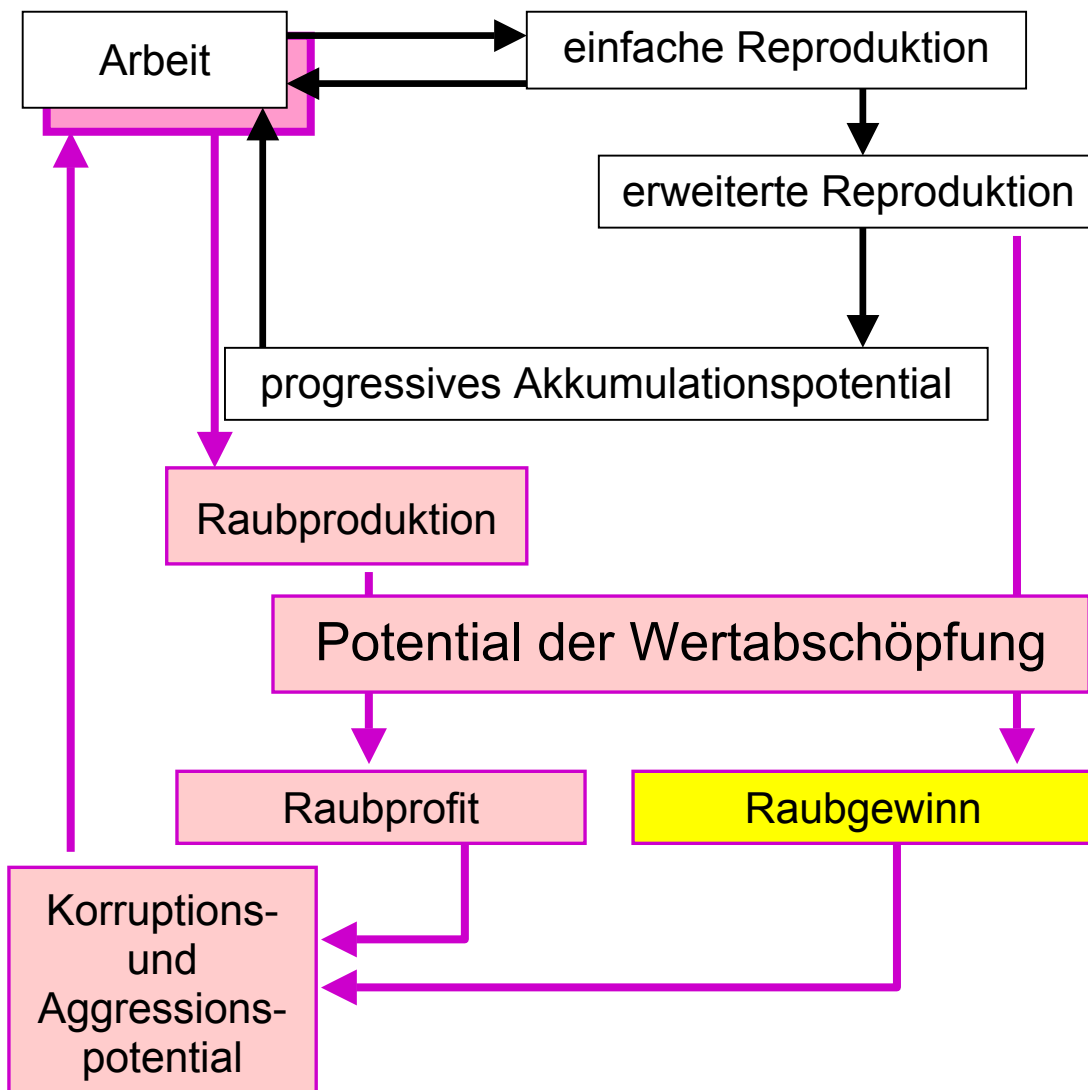 Arbeit
einfache Reproduktion
erweiterte Reproduktion
progressives Akkumulationspotential
Raubproduktion
Potential der Wertabschöpfung
Raubprofit
Raubgewinn
Korruptions-
und
Aggressions-
potential